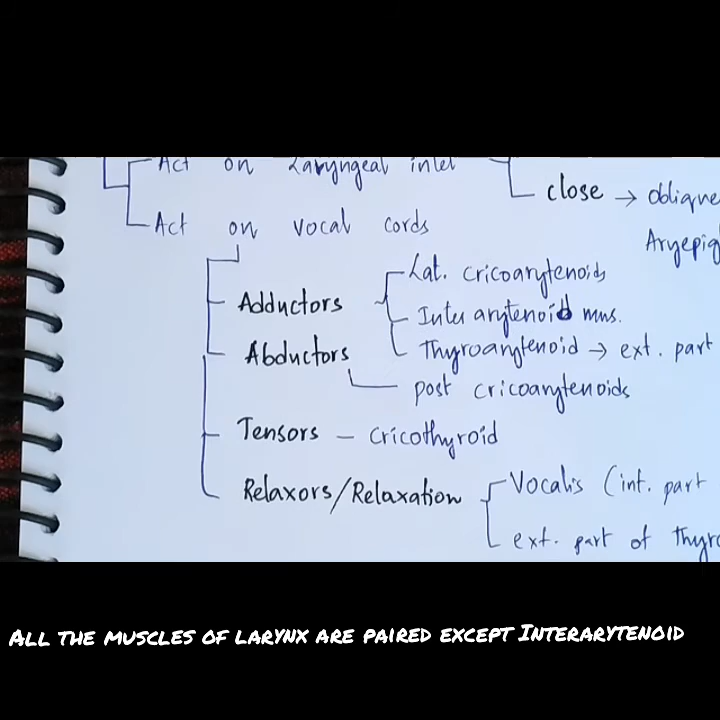 Act on Laryngeal inlet
close → oblique
Act on vocal cords
Aryepig
Lat. cricoarytenoids
Adductors
Inter arytenoid mns.
Thyroarytenoid → ext. part
Abductors
post cricoarytenoids
Tensors – cricothyroid
Relaxors/Relaxation
Vocalis (int. part
ext. part of Thyro
ALL THE MUSCLES OF LARYNX ARE PAIRED EXCEPT INTERARYTENOID